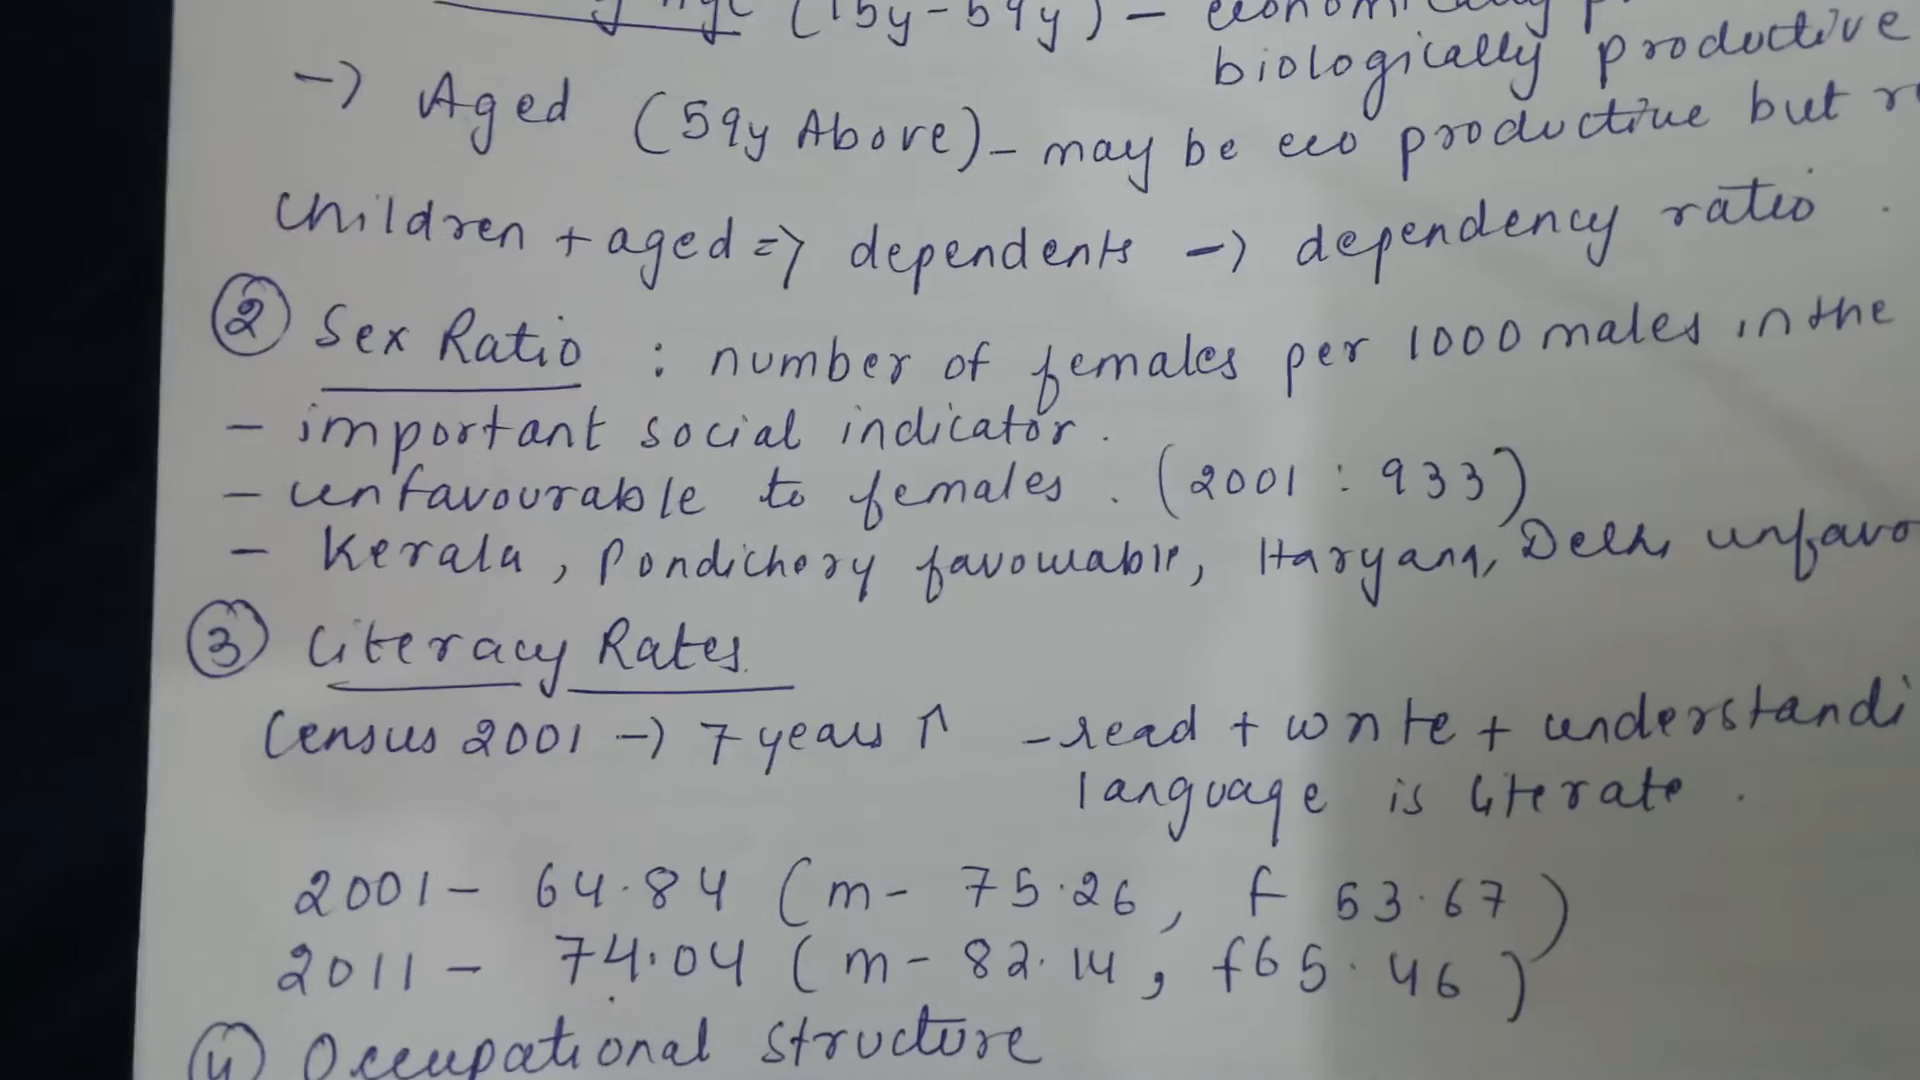 (15y-59y) - economically
biologically productive
-> Aged (59y Above) - may be eco productive but
Children + aged => dependents -> dependency ratio.
② Sex Ratio : number of females per 1000 males in the
- important social indicator.
- unfavourable to females. (2001 : 933)
- Kerala, Pondichery favourable, Haryana, Delhi
③ Literacy Rates
Census 2001 -> 7 years ↑ - read + write +
language is literate.
2001 - 64.84 (m - 75.26, f 53.67)
2011 - 74.04 (m - 82.14, f 65.46)
④ Occupational structure